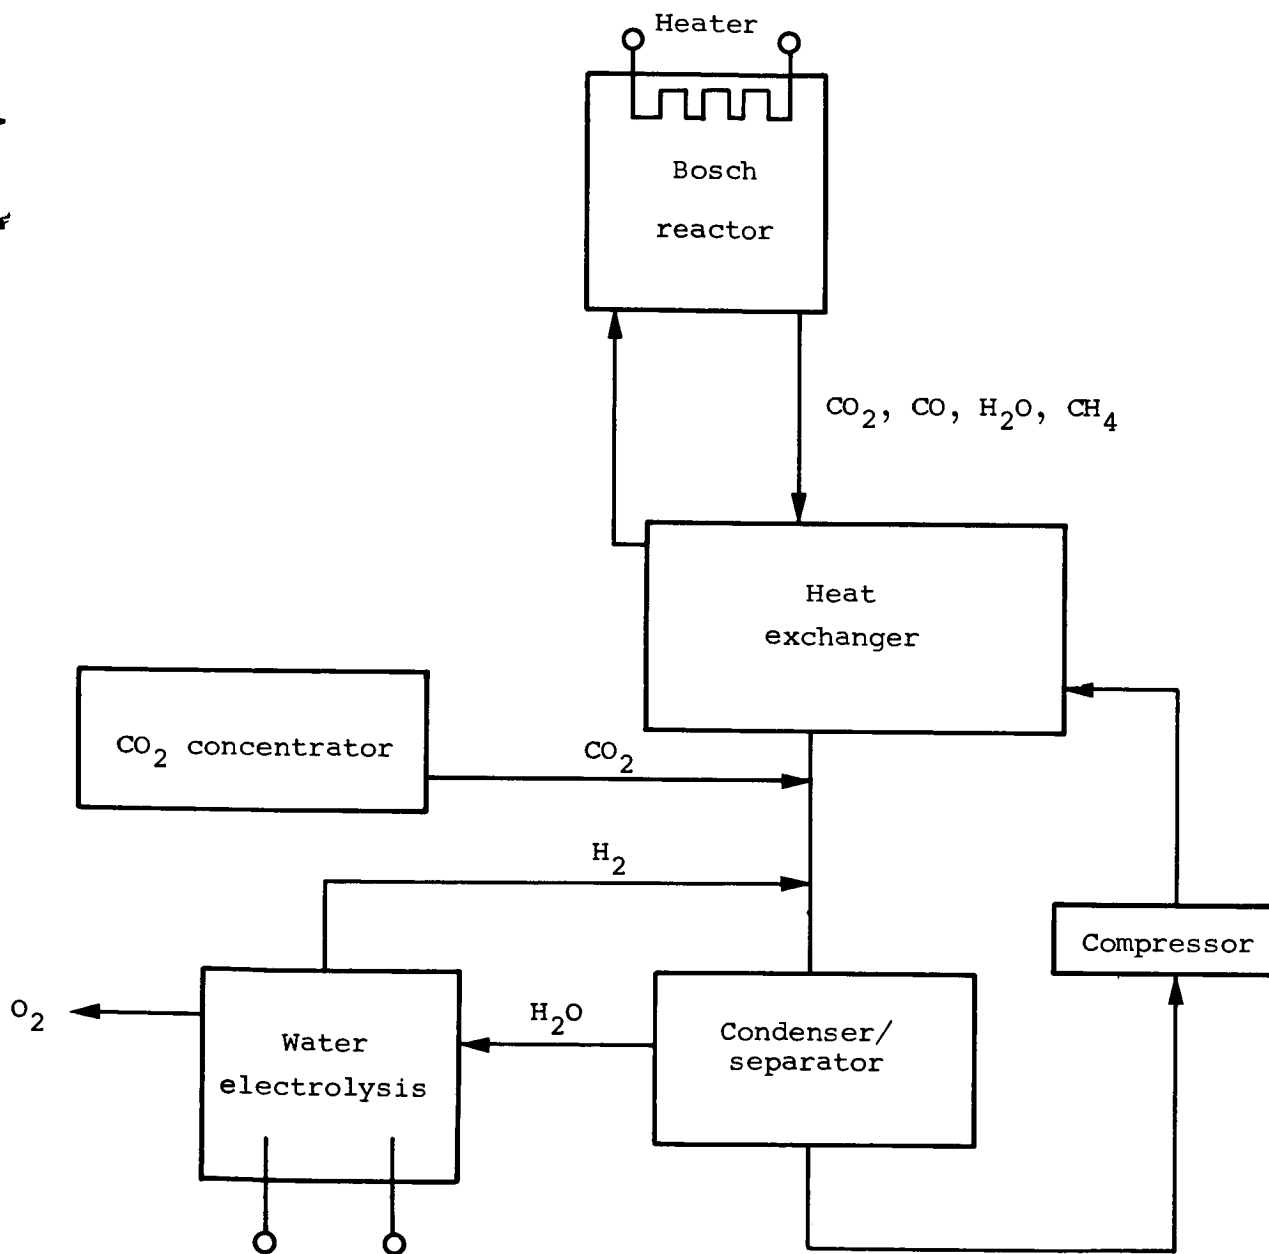 Heater
Bosch
reactor
CO₂, CO, H₂O, CH₄
Heat
exchanger
CO₂ concentrator
CO₂
H₂
Compressor
O₂
H₂O
Condenser/
separator
Water
electrolysis